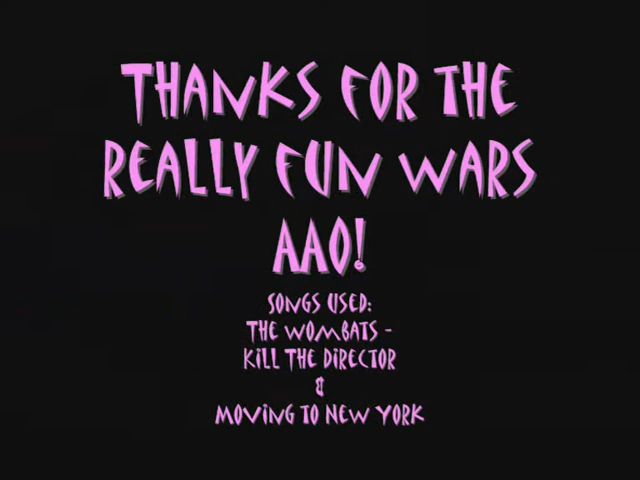 THANKS FOR THE
REALLY FUN WARS
AAO!
SONGS USED:
THE WOMBATS -
KILL THE DIRECTOR
&
MOVING TO NEW YORK